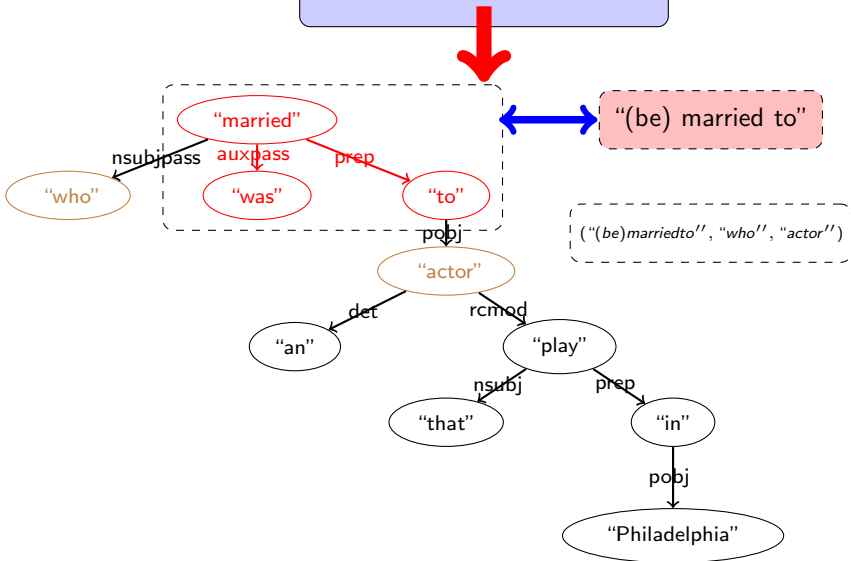 “married”
“(be) married to”
nsubjpass
auxpass
prep
“who”
“was”
“to”
(“(be)marriedto′′, “who′′, “actor′′)
pobj
“actor”
det
rcmod
“an”
“play”
nsubj
prep
“that”
“in”
pobj
“Philadelphia”